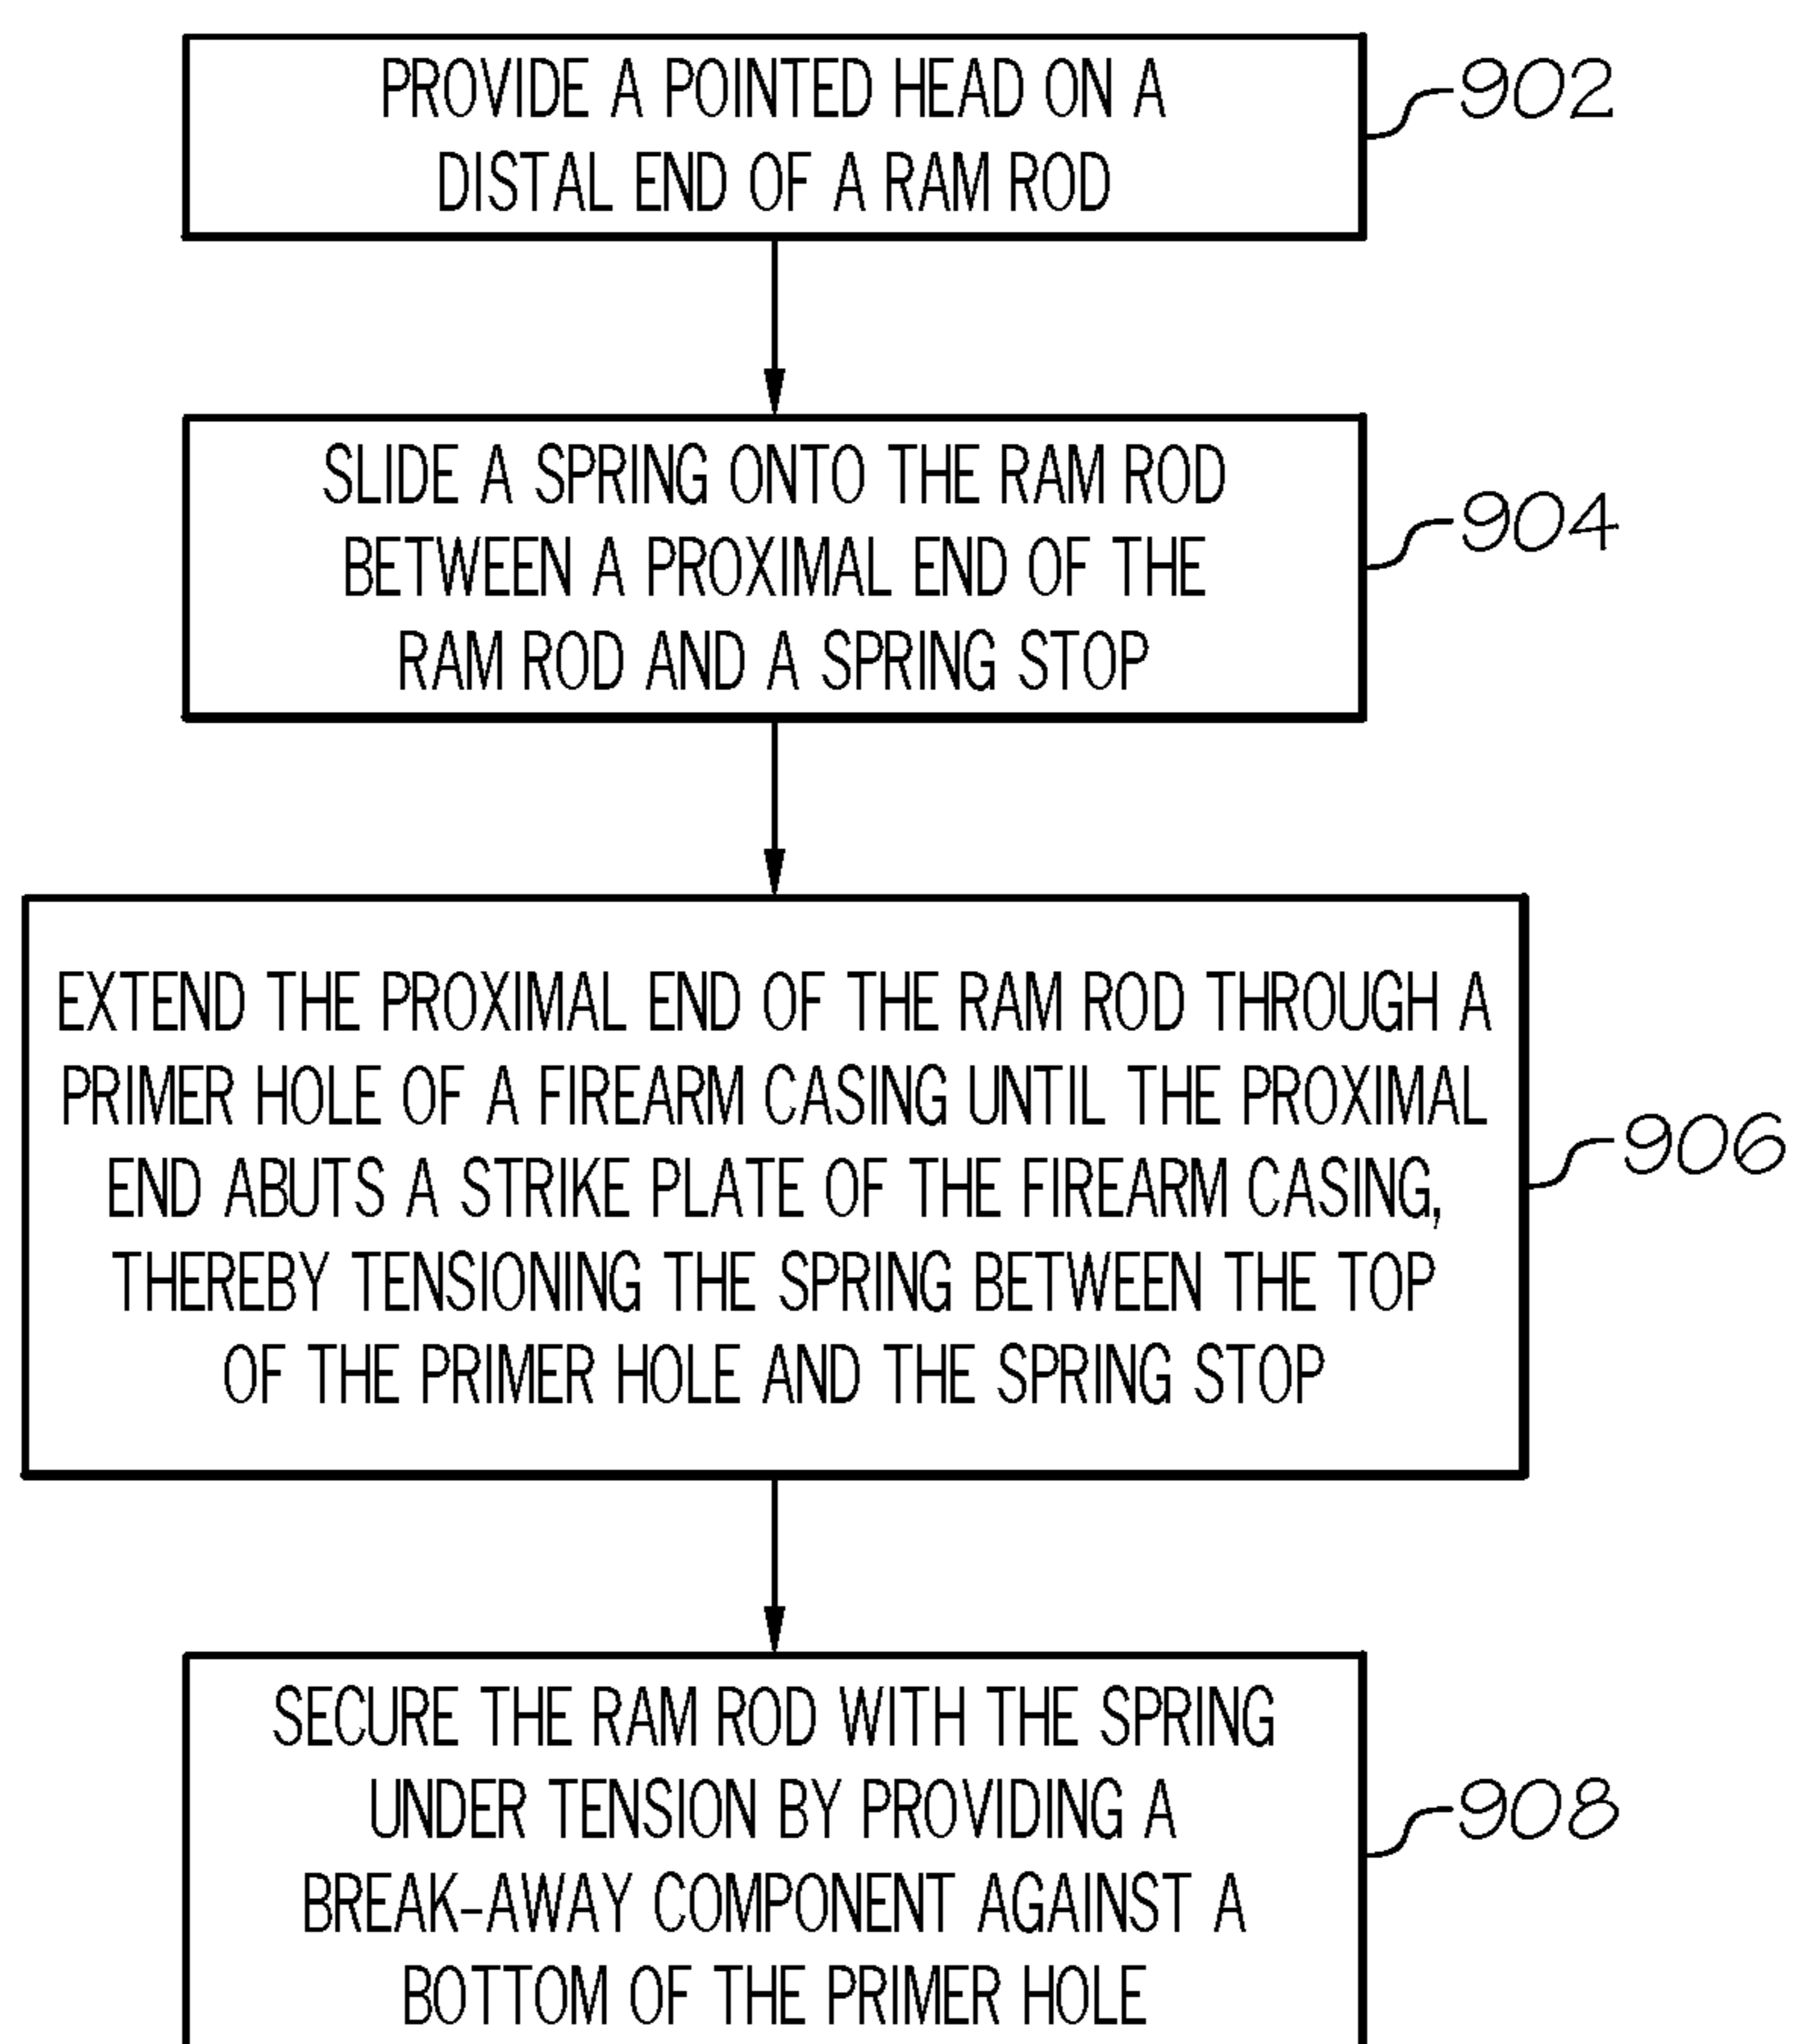 PROVIDE A POINTED HEAD ON A
DISTAL END OF A RAM ROD
902
SLIDE A SPRING ONTO THE RAM ROD
BETWEEN A PROXIMAL END OF THE
RAM ROD AND A SPRING STOP
904
EXTEND THE PROXIMAL END OF THE RAM ROD THROUGH A
PRIMER HOLE OF A FIREARM CASING UNTIL THE PROXIMAL
END ABUTS A STRIKE PLATE OF THE FIREARM CASING,
THEREBY TENSIONING THE SPRING BETWEEN THE TOP
OF THE PRIMER HOLE AND THE SPRING STOP
906
SECURE THE RAM ROD WITH THE SPRING
UNDER TENSION BY PROVIDING A
BREAK-AWAY COMPONENT AGAINST A
BOTTOM OF THE PRIMER HOLE
908